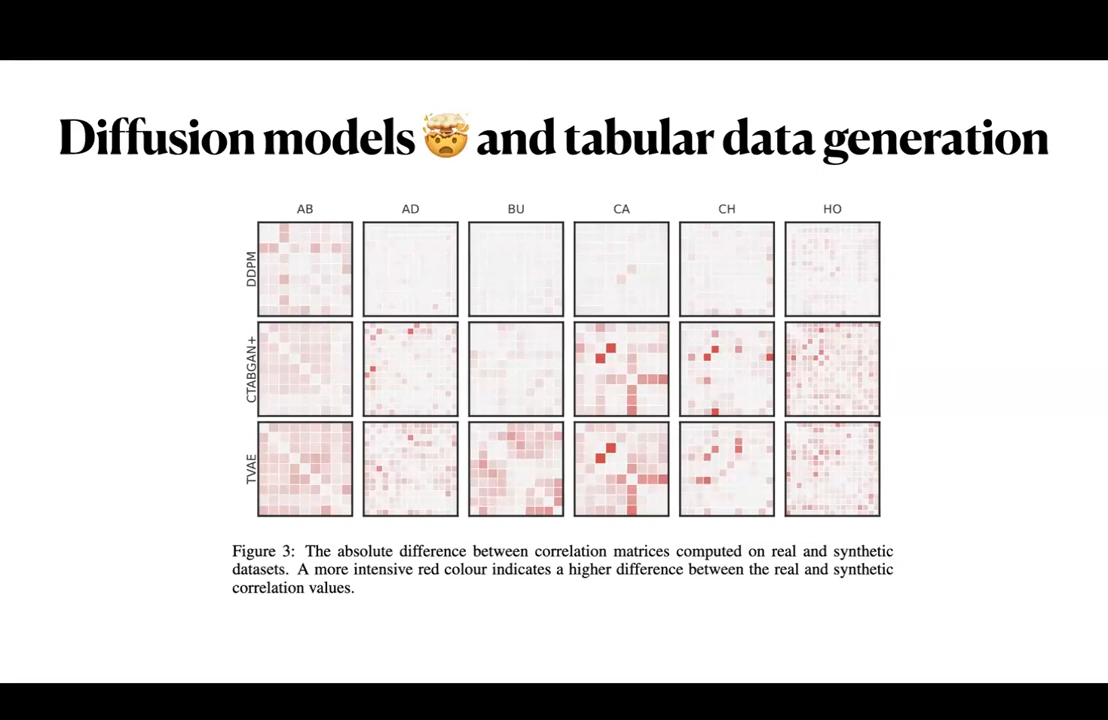 Diffusion models 🤯 and tabular data generation
AB AD BU CA CH HO
DDPM
CTABGAN+
TVAE
Figure 3: The absolute difference between correlation matrices computed on real and synthetic
datasets. A more intensive red colour indicates a higher difference between the real and synthetic
correlation values.